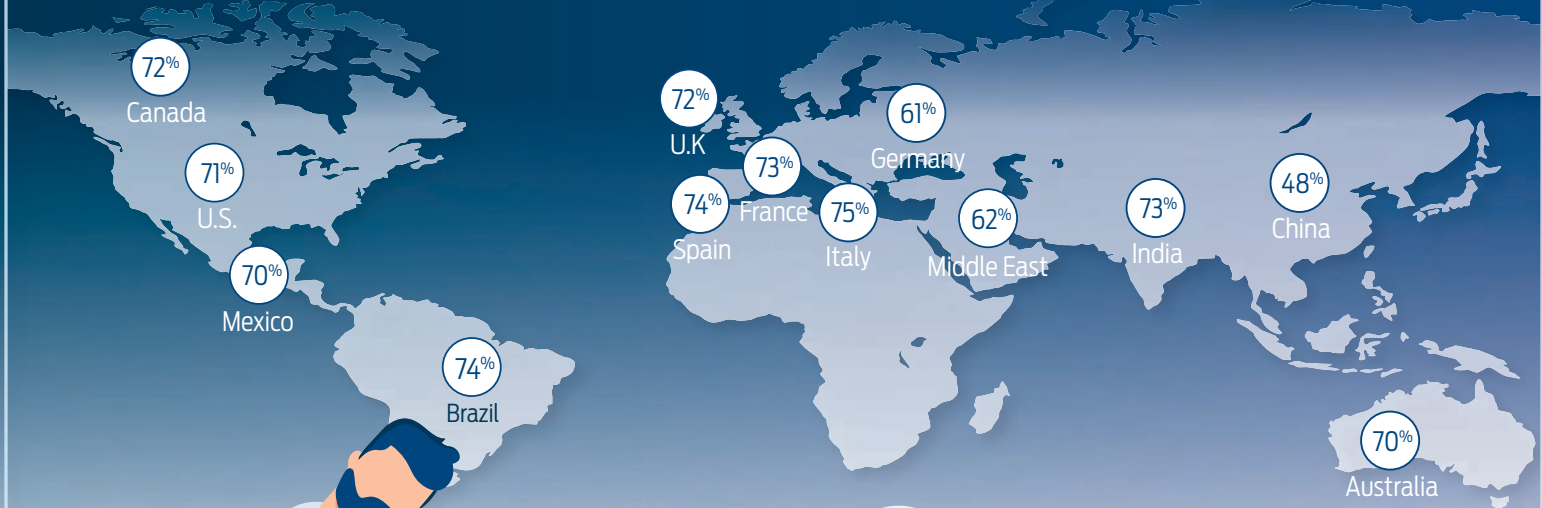 72%
Canada
71%
U.S.
70%
Mexico
74%
Brazil
72%
U.K
73%
France
74%
Spain
75%
Italy
61%
Germany
62%
Middle East
73%
India
48%
China
70%
Australia